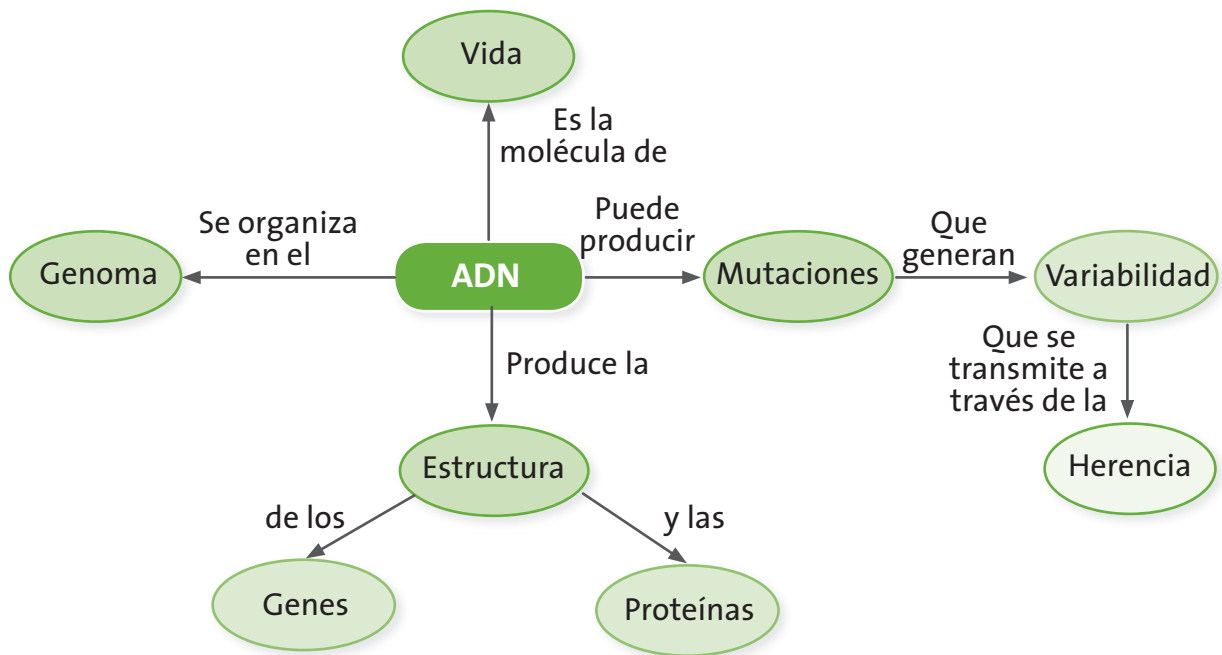 Vida
Es la
molécula de
Se organiza
en el
Genoma
ADN
Puede
producir
Mutaciones
Que
generan
Variabilidad
Que se
transmite a
través de la
Herencia
Produce la
Estructura
de los
y las
Genes
Proteínas